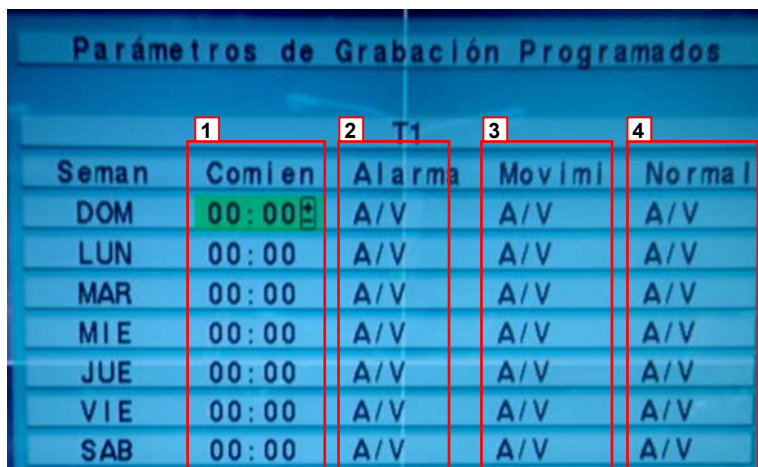 Parámetros de Grabación Programados
1 2 T1 3 4
Seman Comien Alarma Movimi Normal
DOM 00:00 A/V A/V A/V
LUN 00:00 A/V A/V A/V
MAR 00:00 A/V A/V A/V
MIE 00:00 A/V A/V A/V
JUE 00:00 A/V A/V A/V
VIE 00:00 A/V A/V A/V
SAB 00:00 A/V A/V A/V